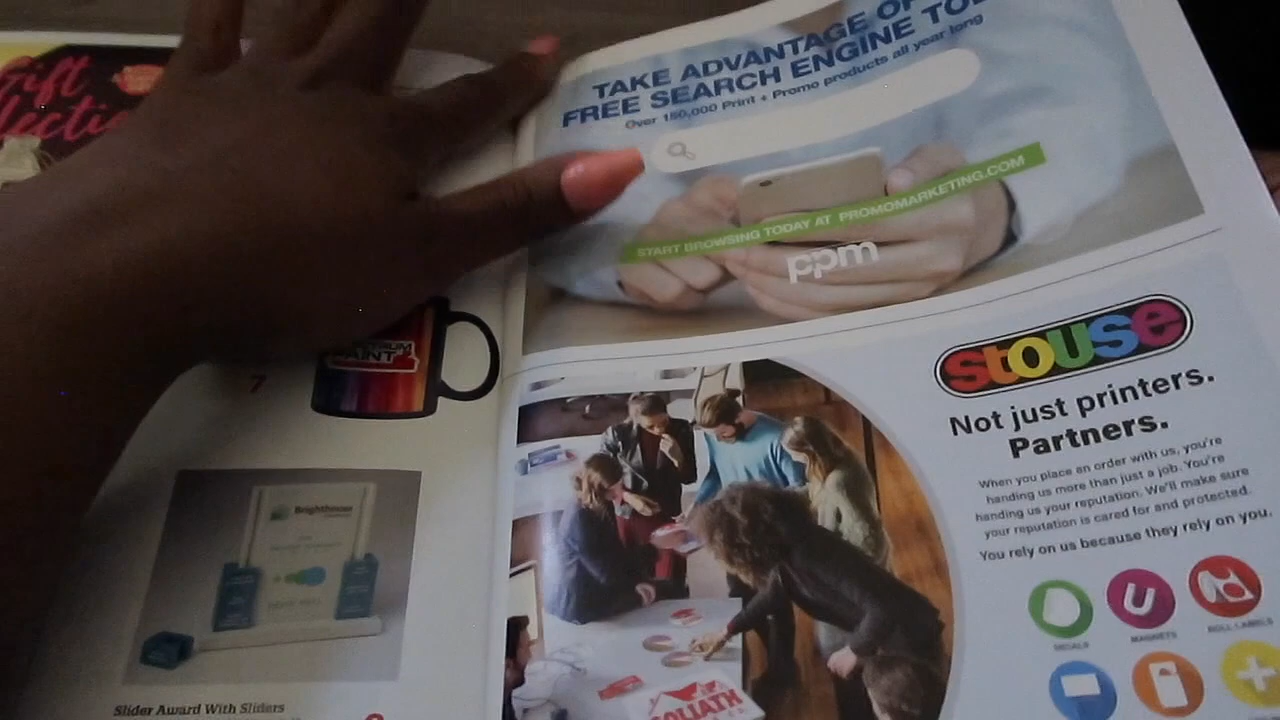 Gift
TAKE ADVANTAGE OF
FREE SEARCH ENGINE
Over 150,000 Print + Promo products all year long
START BROWSING TODAY AT PROMOMARKETING.COM
ppm
7
PAINT
Brightnose
Slider Award With Sliders
stouse
Not just printers.
Partners.
When you place an order with us, you're
handing us more than just a job. You're
handing us your reputation. We'll make sure
your reputation is cared for and protected.
You rely on us because they rely on you.
DECALS
MAGNETS
ROLL LABELS
GOLIATH